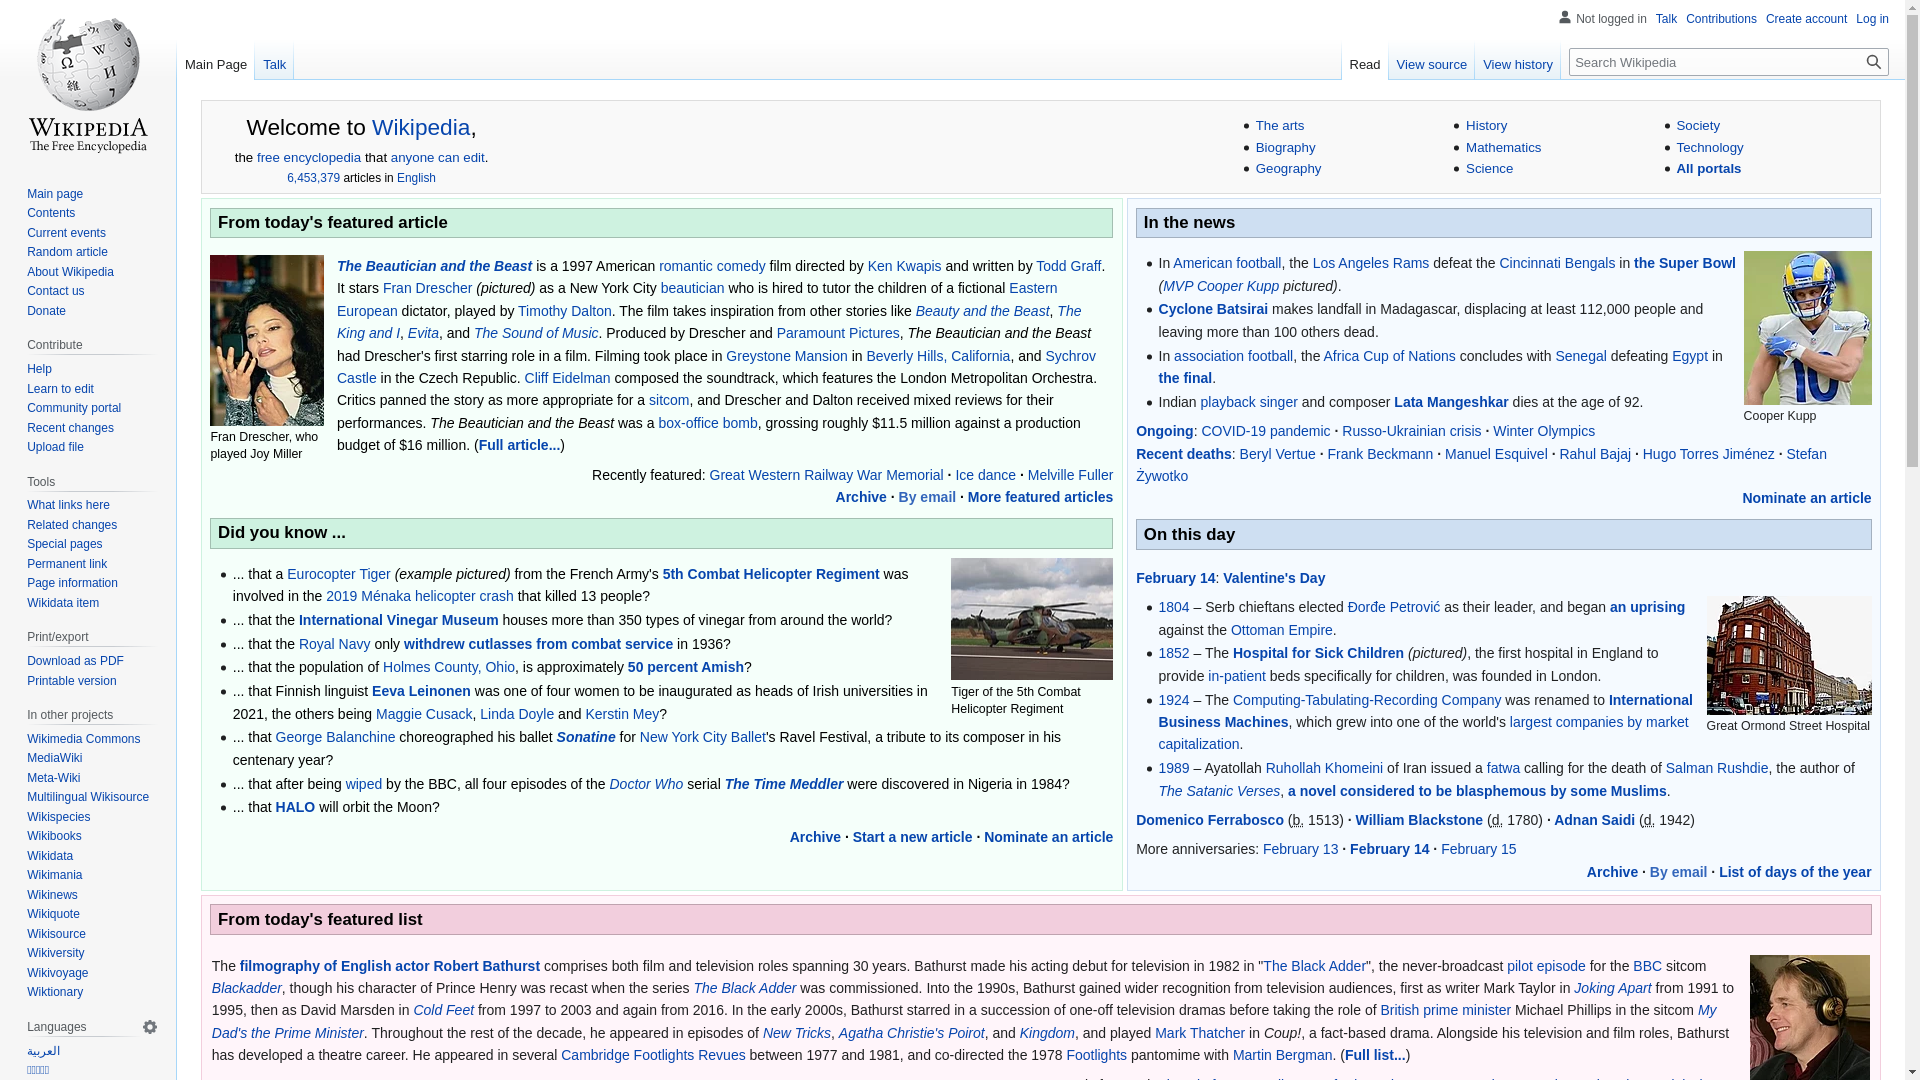 Not logged in Talk Contributions Create account Log in
Main Page Talk
Read View source View history Search Wikipedia
WIKIPEDIA
The Free Encyclopedia
Main page
Contents
Current events
Random article
About Wikipedia
Contact us
Donate
Contribute
Help
Learn to edit
Community portal
Recent changes
Upload file
Tools
What links here
Related changes
Special pages
Permanent link
Page information
Wikidata item
Print/export
Download as PDF
Printable version
In other projects
Wikimedia Commons
MediaWiki
Meta-Wiki
Multilingual Wikisource
Wikispecies
Wikibooks
Wikidata
Wikimania
Wikinews
Wikiquote
Wikisource
Wikiversity
Wikivoyage
Wiktionary
Languages
العربية
Welcome to Wikipedia,
the free encyclopedia that anyone can edit.
6,453,379 articles in English
The arts
Biography
Geography
History
Mathematics
Science
Society
Technology
All portals
From today's featured article
Fran Drescher, who
played Joy Miller
The Beautician and the Beast is a 1997 American romantic comedy film directed by Ken Kwapis and written by Todd Graff.
It stars Fran Drescher (pictured) as a New York City beautician who is hired to tutor the children of a fictional Eastern
European dictator, played by Timothy Dalton. The film takes inspiration from other stories like Beauty and the Beast, The
King and I, Evita, and The Sound of Music. Produced by Drescher and Paramount Pictures, The Beautician and the Beast
had Drescher's first starring role in a film. Filming took place in Greystone Mansion in Beverly Hills, California, and Sychrov
Castle in the Czech Republic. Cliff Eidelman composed the soundtrack, which features the London Metropolitan Orchestra.
Critics panned the story as more appropriate for a sitcom, and Drescher and Dalton received mixed reviews for their
performances. The Beautician and the Beast was a box-office bomb, grossing roughly $11.5 million against a production
budget of $16 million. (Full article...)
Recently featured: Great Western Railway War Memorial · Ice dance · Melville Fuller
Archive · By email · More featured articles
Did you know ...
... that a Eurocopter Tiger (example pictured) from the French Army's 5th Combat Helicopter Regiment was
involved in the 2019 Ménaka helicopter crash that killed 13 people?
... that the International Vinegar Museum houses more than 350 types of vinegar from around the world?
... that the Royal Navy only withdrew cutlasses from combat service in 1936?
... that the population of Holmes County, Ohio, is approximately 50 percent Amish?
... that Finnish linguist Eeva Leinonen was one of four women to be inaugurated as heads of Irish universities in
2021, the others being Maggie Cusack, Linda Doyle and Kerstin Mey?
... that George Balanchine choreographed his ballet Sonatine for New York City Ballet's Ravel Festival, a tribute to its composer in his
centenary year?
... that after being wiped by the BBC, all four episodes of the Doctor Who serial The Time Meddler were discovered in Nigeria in 1984?
... that HALO will orbit the Moon?
Tiger of the 5th Combat
Helicopter Regiment
Archive · Start a new article · Nominate an article
In the news
In American football, the Los Angeles Rams defeat the Cincinnati Bengals in the Super Bowl
(MVP Cooper Kupp pictured).
Cyclone Batsirai makes landfall in Madagascar, displacing at least 112,000 people and
leaving more than 100 others dead.
In association football, the Africa Cup of Nations concludes with Senegal defeating Egypt in
the final.
Indian playback singer and composer Lata Mangeshkar dies at the age of 92.
Cooper Kupp
Ongoing: COVID-19 pandemic · Russo-Ukrainian crisis · Winter Olympics
Recent deaths: Beryl Vertue · Frank Beckmann · Manuel Esquivel · Rahul Bajaj · Hugo Torres Jiménez · Stefan
Żywotko
Nominate an article
On this day
February 14: Valentine's Day
1804 – Serb chieftans elected Đorđe Petrović as their leader, and began an uprising
against the Ottoman Empire.
1852 – The Hospital for Sick Children (pictured), the first hospital in England to
provide in-patient beds specifically for children, was founded in London.
1924 – The Computing-Tabulating-Recording Company was renamed to International
Business Machines, which grew into one of the world's largest companies by market
capitalization.
1989 – Ayatollah Ruhollah Khomeini of Iran issued a fatwa calling for the death of Salman Rushdie, the author of
The Satanic Verses, a novel considered to be blasphemous by some Muslims.
Great Ormond Street Hospital
Domenico Ferrabosco (b. 1513) · William Blackstone (d. 1780) · Adnan Saidi (d. 1942)
More anniversaries: February 13 · February 14 · February 15
Archive · By email · List of days of the year
From today's featured list
The filmography of English actor Robert Bathurst comprises both film and television roles spanning 30 years. Bathurst made his acting debut for television in 1982 in "The Black Adder", the never-broadcast pilot episode for the BBC sitcom
Blackadder, though his character of Prince Henry was recast when the series The Black Adder was commissioned. Into the 1990s, Bathurst gained wider recognition from television audiences, first as writer Mark Taylor in Joking Apart from 1991 to
1995, then as David Marsden in Cold Feet from 1997 to 2003 and again from 2016. In the early 2000s, Bathurst starred in a succession of one-off television dramas before taking the role of British prime minister Michael Phillips in the sitcom My
Dad's the Prime Minister. Throughout the rest of the decade, he appeared in episodes of New Tricks, Agatha Christie's Poirot, and Kingdom, and played Mark Thatcher in Coup!, a fact-based drama. Alongside his television and film roles, Bathurst
has developed a theatre career. He appeared in several Cambridge Footlights Revues between 1977 and 1981, and co-directed the 1978 Footlights pantomime with Martin Bergman. (Full list...)